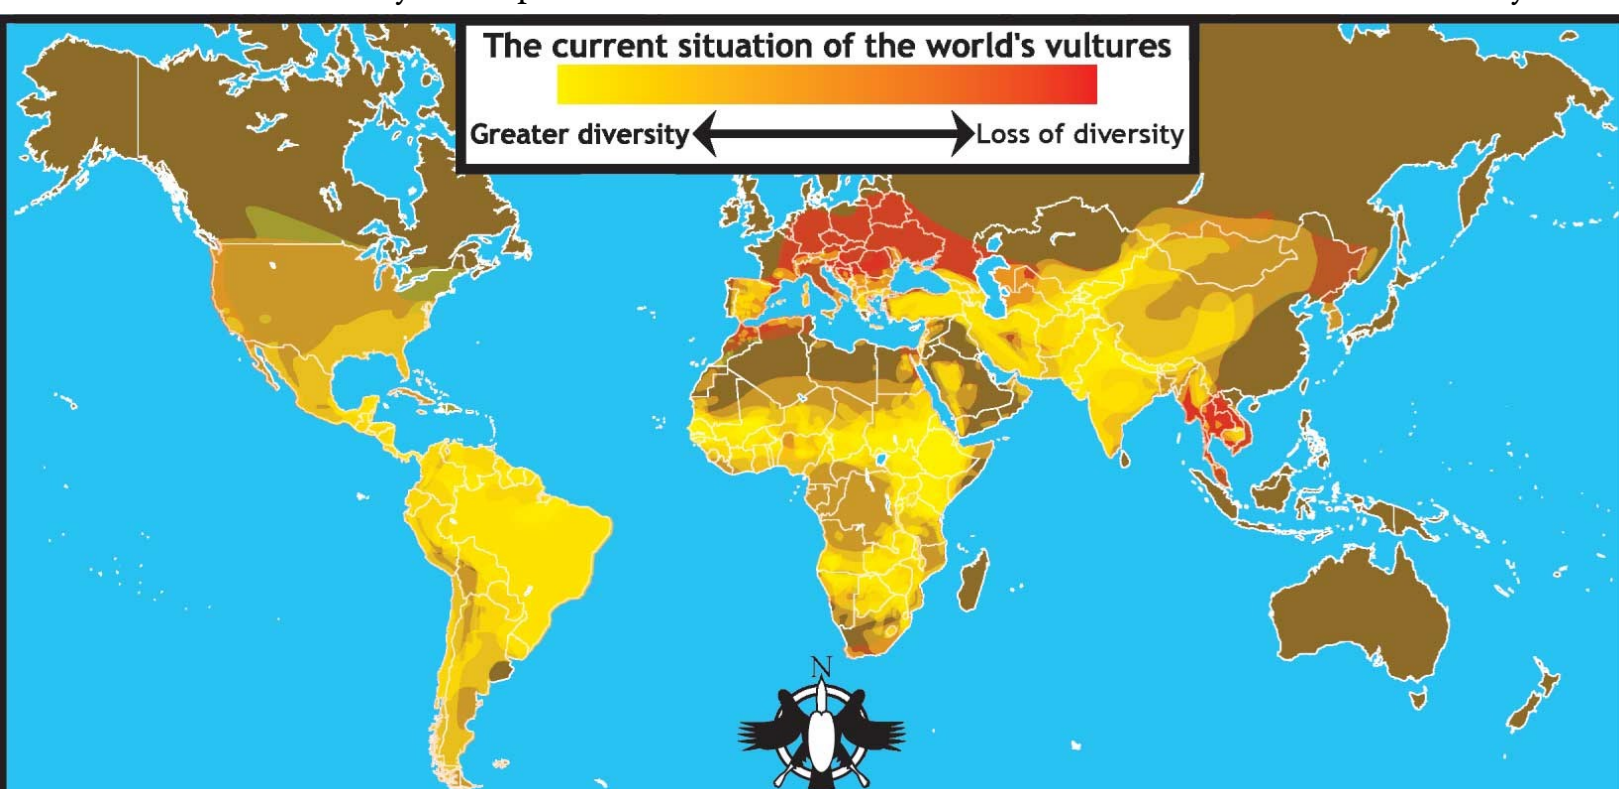 The current situation of the world's vultures
Greater diversity
Loss of diversity
N